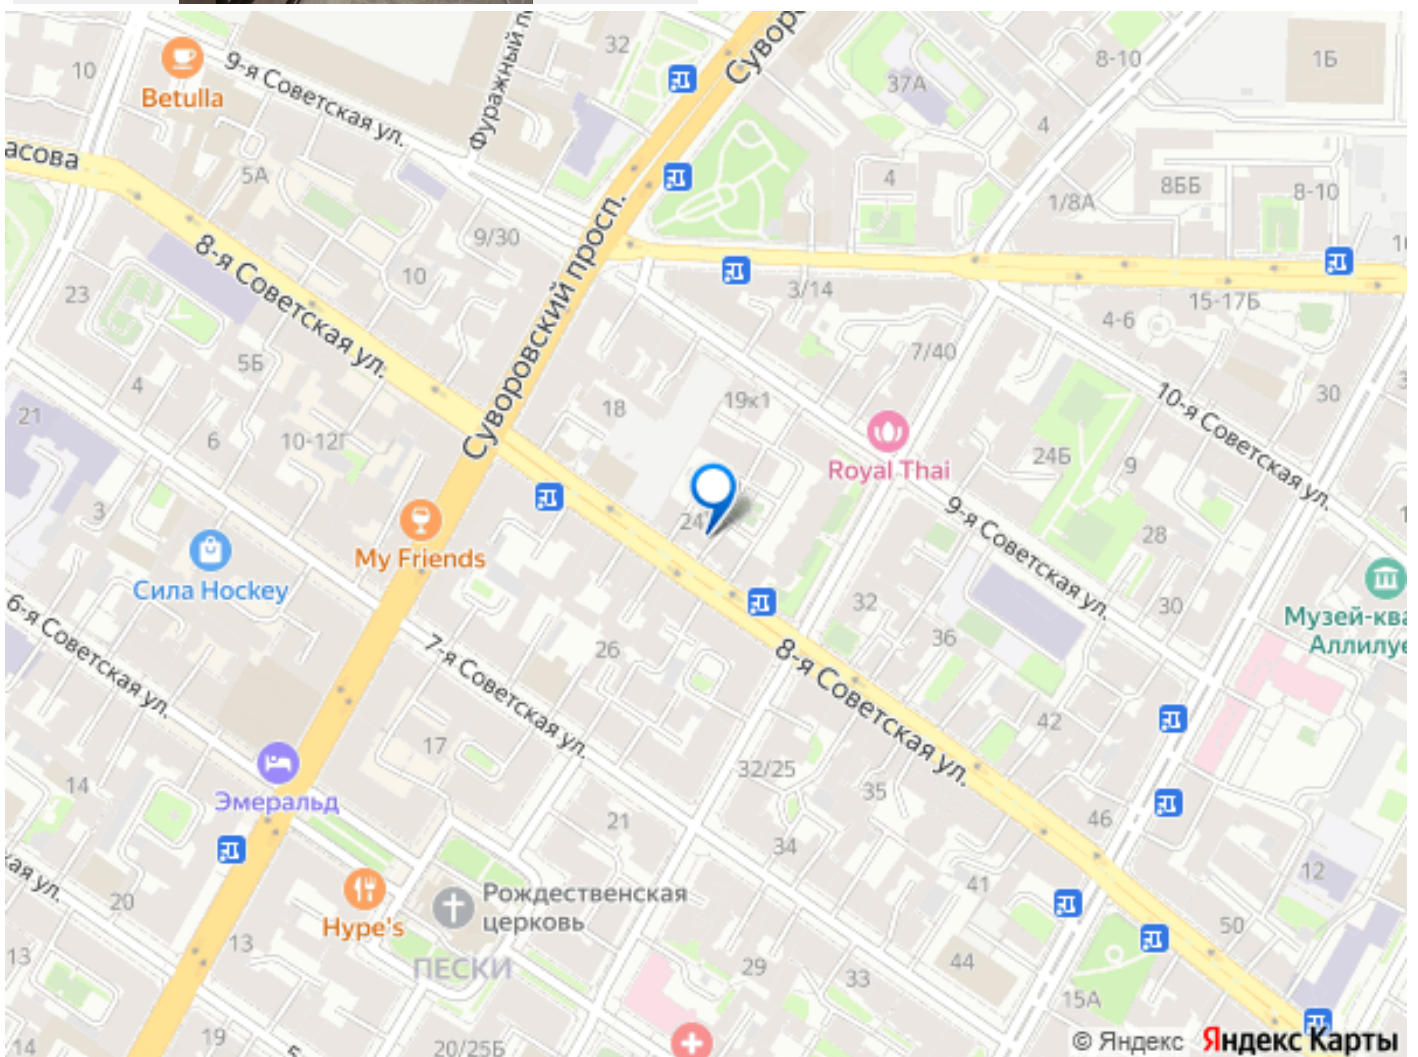 10
Betulla
9-я Советская ул.
Фуражный п
32
Суворо
37А
8-10
1Б
4
асова
5А
9/30
4
8ББ
8-10
1/8А
8-я Советская ул.
10
Суворовский просп.
23
3/14
15-17Б
4-6
5Б
7/40
4
18
19к1
30
10-я Советская ул.
21
6
10-12Г
Royal Thai
24Б
9
3
24
9-я Советская ул.
28
My Friends
Сила Hockey
6-я Советская ул.
7-я Советская ул.
26
32
36
30
Музей-ква
Аллилуе
8-я Советская ул.
42
17
32/25
35
14
Эмеральд
21
34
46
12
кая ул.
20
Hype's
Рождественская
церковь
41
50
13
13
ПЕСКИ
29
33
44
15А
19
14
20/25Б
© Яндекс Яндекс Карты